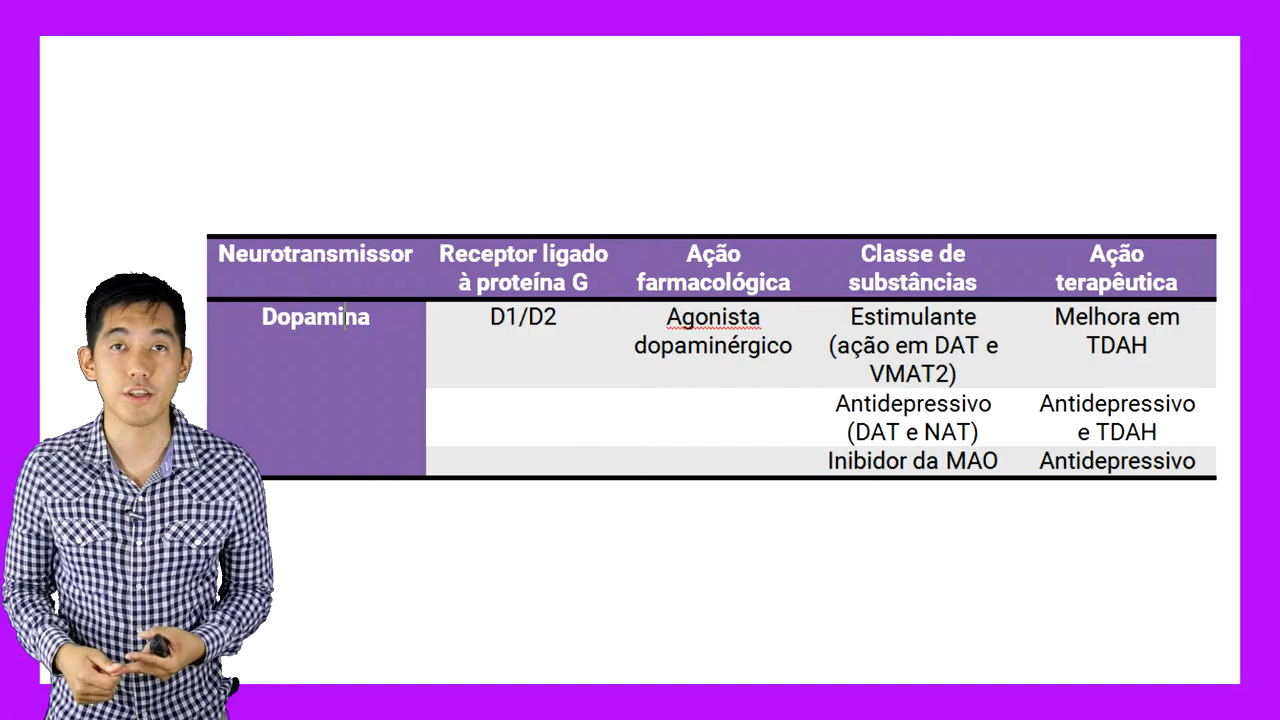 Neurotransmissor
Receptor ligado
à proteína G
Ação
farmacológica
Classe de
substâncias
Ação
terapêutica
Dopamina
D1/D2
Agonista
dopaminérgico
Estimulante
(ação em DAT e
VMAT2)
Melhora em
TDAH
Antidepressivo
(DAT e NAT)
Antidepressivo
e TDAH
Inibidor da MAO
Antidepressivo